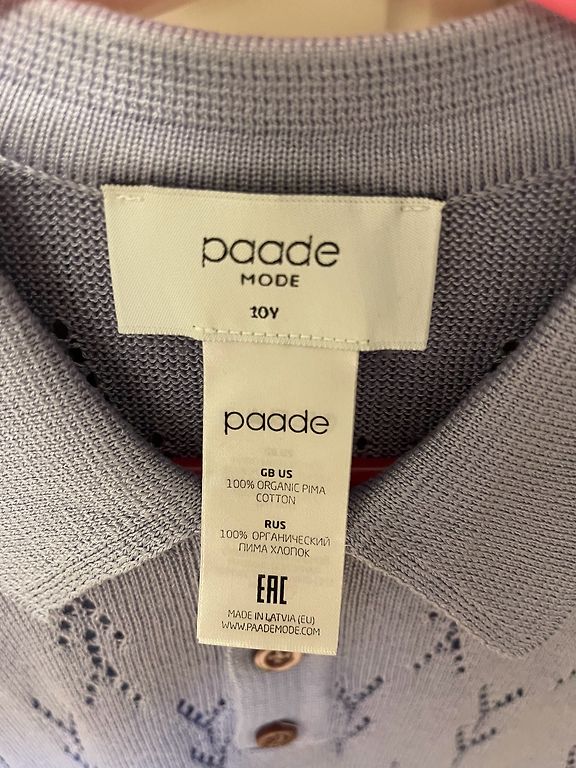 paade
MODE
10Y
paade
GB US
100% ORGANIC PIMA
COTTON
RUS
100% ОРГАНИЧЕСКИЙ
ПИМА ХЛОПОК
EAC
MADE IN LATVIA (EU)
WWW.PAADEMODE.COM